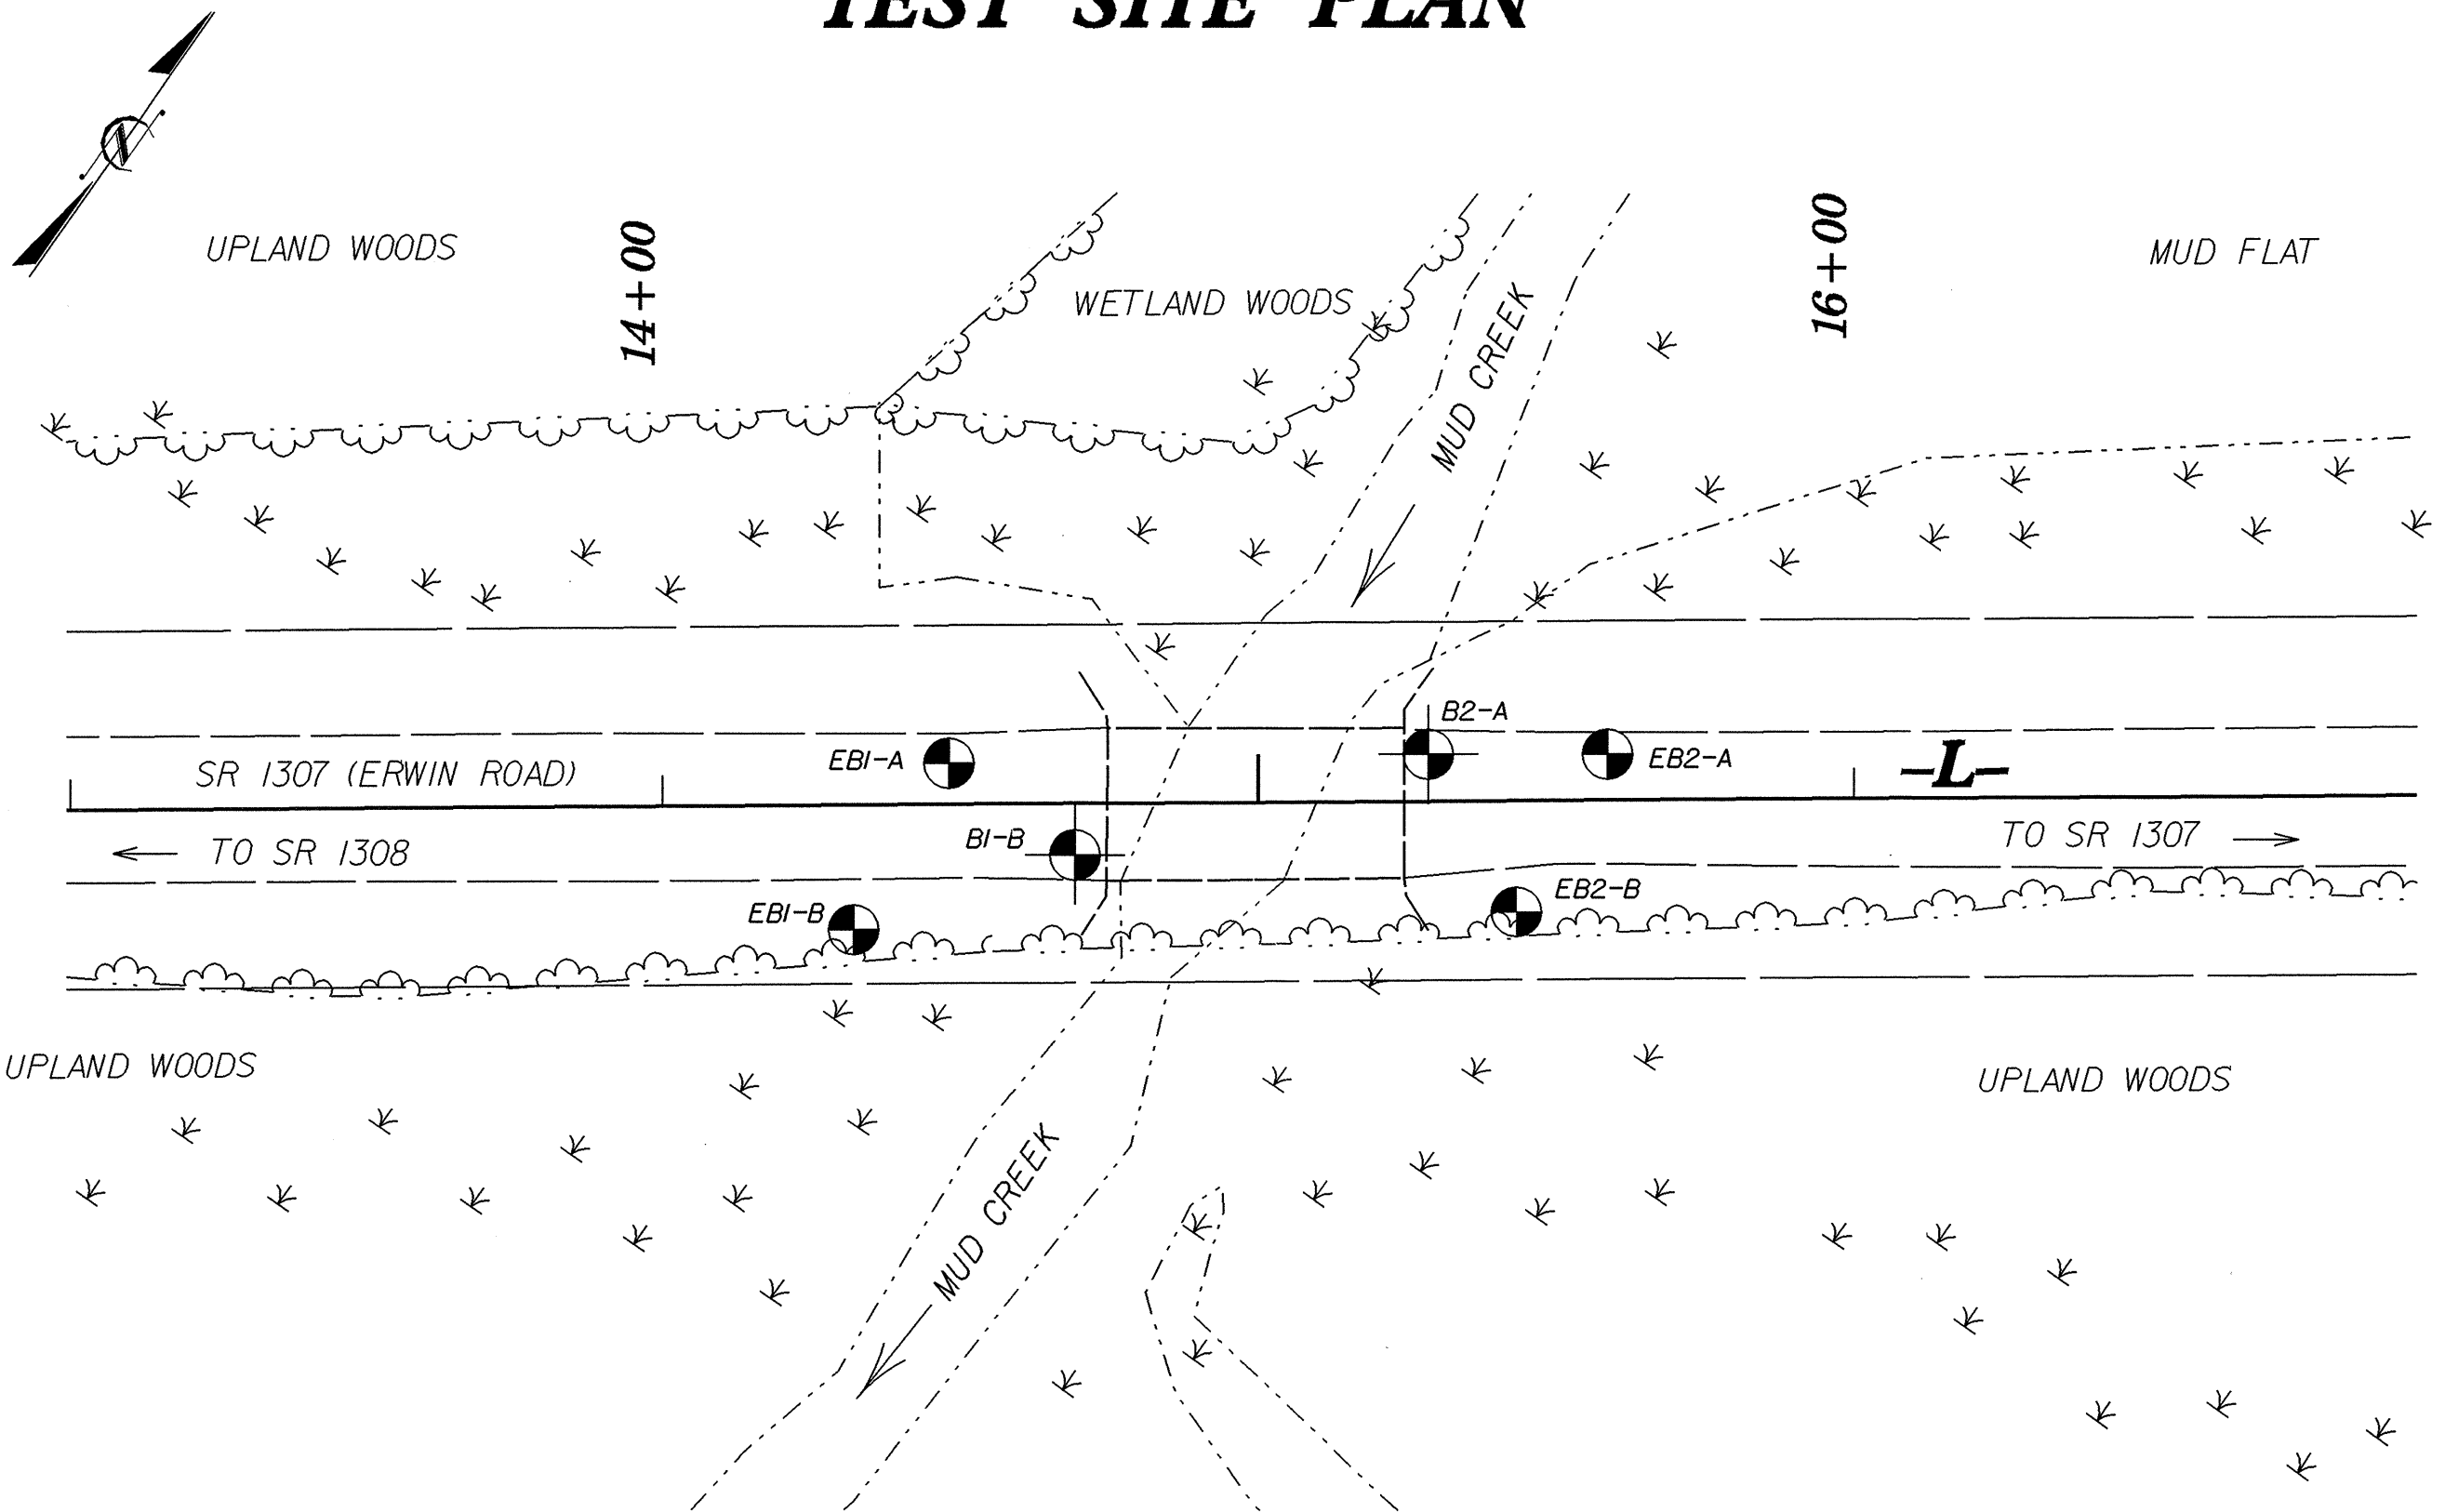 TEST SITE PLAN
N
UPLAND WOODS
14+00
WETLAND WOODS
MUD CREEK
16+00
MUD FLAT
B2-A
EB1-A
EB2-A
-L-
SR 1307 (ERWIN ROAD)
B1-B
TO SR 1308
TO SR 1307
EB1-B
EB2-B
UPLAND WOODS
UPLAND WOODS
MUD CREEK